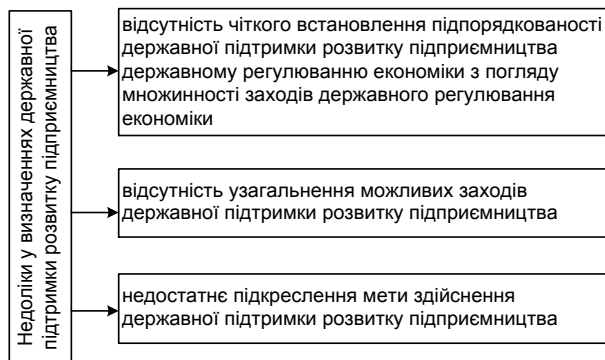 Недоліки у визначеннях державної
підтримки розвитку підприємництва
відсутність чіткого встановлення підпорядкованості
державної підтримки розвитку підприємництва
державному регулюванню економіки з погляду
множинності заходів державного регулювання
економіки
відсутність узагальнення можливих заходів
державної підтримки розвитку підприємництва
недостатнє підкреслення мети здійснення
державної підтримки розвитку підприємництва